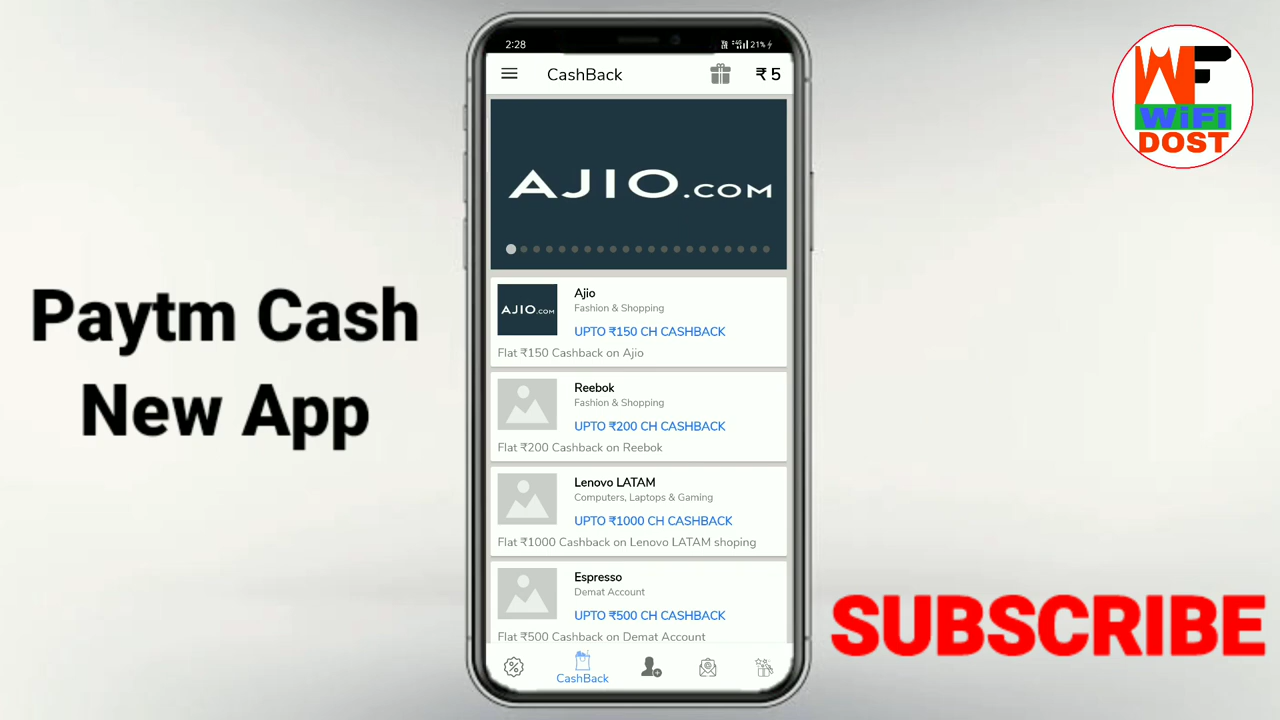 2:28
21%
CashBack
₹ 5
AJIO.COM
AJIO.COM
Ajio
Fashion & Shopping
UPTO ₹150 CH CASHBACK
Flat ₹150 Cashback on Ajio
Reebok
Fashion & Shopping
UPTO ₹200 CH CASHBACK
Flat ₹200 Cashback on Reebok
Lenovo LATAM
Computers, Laptops & Gaming
UPTO ₹1000 CH CASHBACK
Flat ₹1000 Cashback on Lenovo LATAM shoping
Espresso
Demat Account
UPTO ₹500 CH CASHBACK
Flat ₹500 Cashback on Demat Account
CashBack
Paytm Cash
New App
WF
WiFi
DOST
SUBSCRIBE